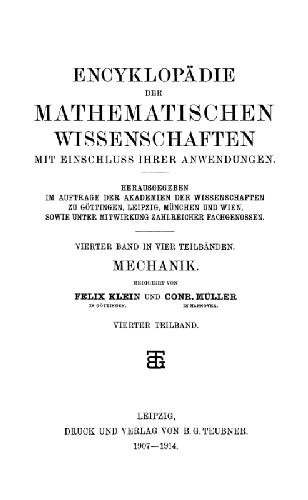 ENCYKLOPÄDIE
DER
MATHEMATISCHEN
WISSENSCHAFTEN
MIT EINSCHLUSS IHRER ANWENDUNGEN.
HERAUSGEGEBEN
IM AUFTRAGE DER AKADEMIEN DER WISSENSCHAFTEN
ZU GÖTTINGEN, LEIPZIG, MÜNCHEN UND WIEN,
SOWIE UNTER MITWIRKUNG ZAHLREICHER FACHGENOSSEN.
VIERTER BAND IN VIER TEILBÄNDEN.
MECHANIK.
REDIGIERT VON
FELIX KLEIN UND CONR. MÜLLER
IN GÖTTINGEN. IN HANNOVER.
VIERTER TEILBAND.
BGT
LEIPZIG,
DRUCK UND VERLAG VON B. G. TEUBNER.
1907—1914.